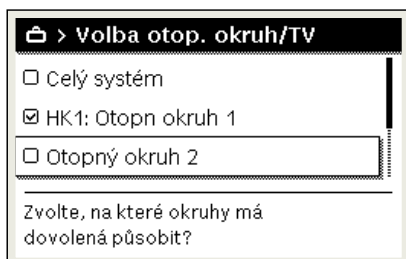 > Volba otop. okruh/TV
Celý systém
HK1: Otopn okruh 1
Otopný okruh 2
Zvolte, na které okruhy má
dovolená působit?